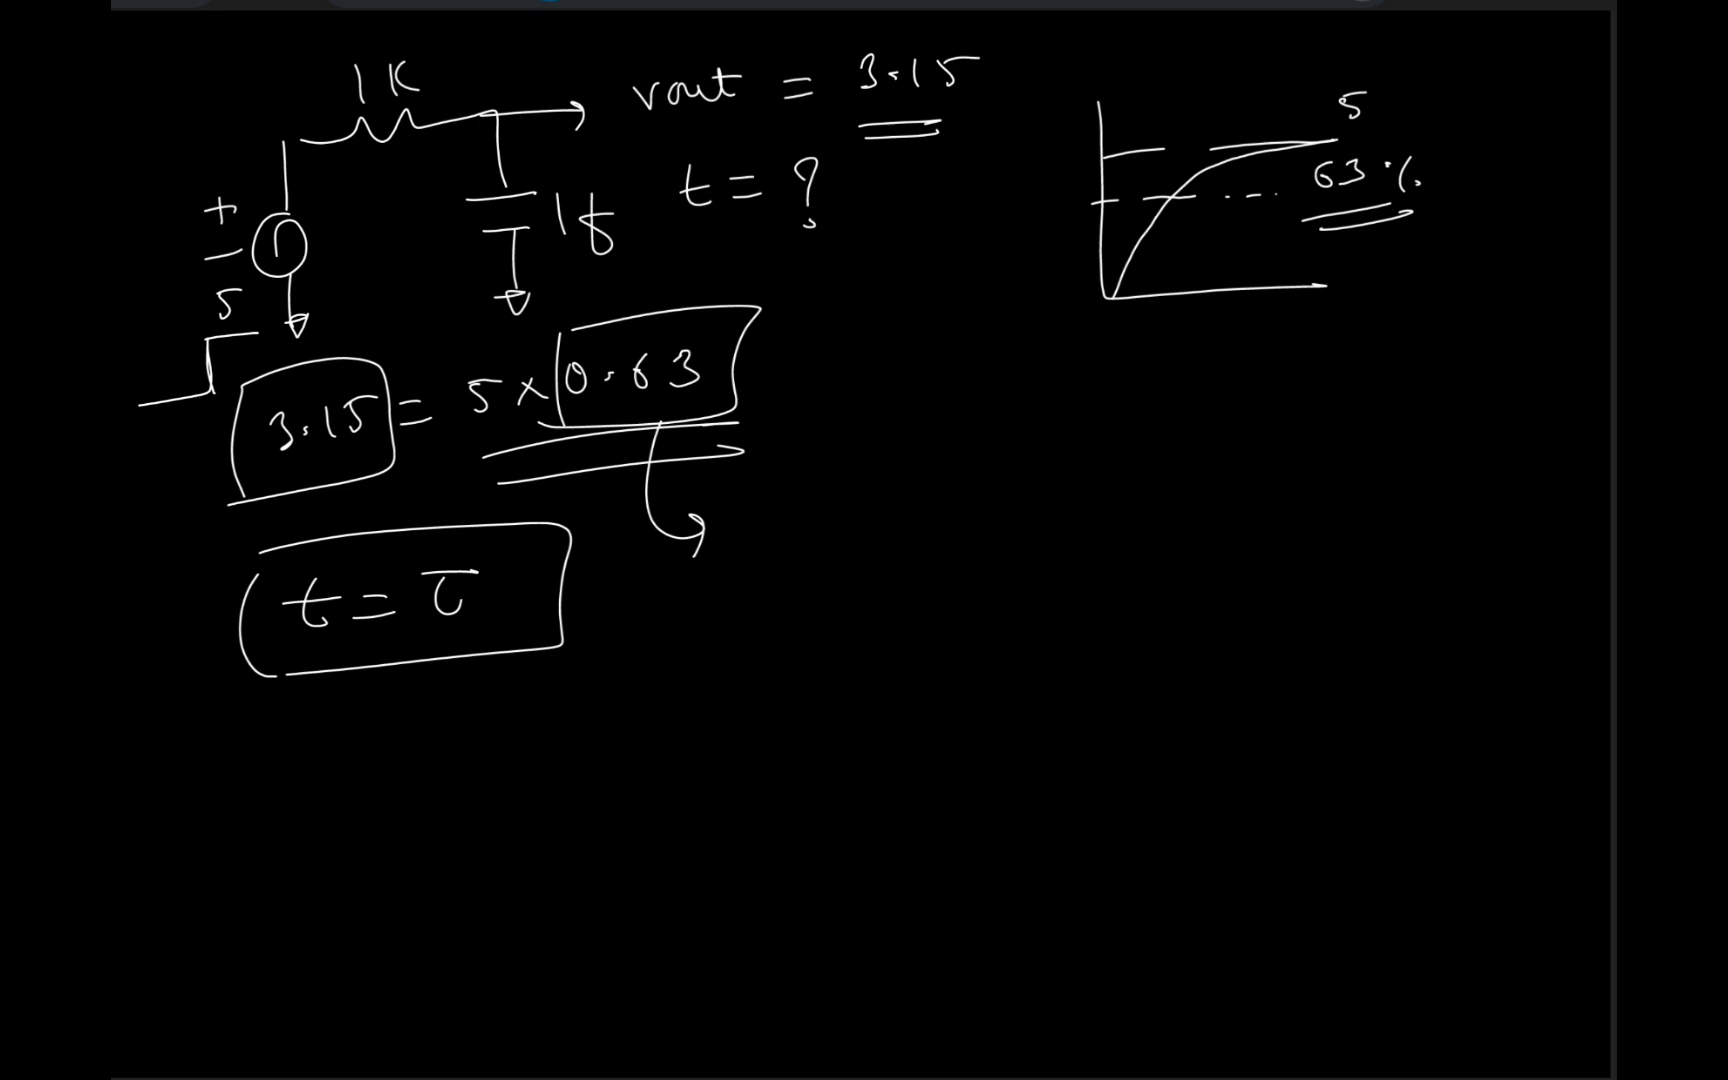 1K
vout = 3.15
t = ?
+
-
1f
5
3.15 = 5 × 0.63
t = τ
5
63 %